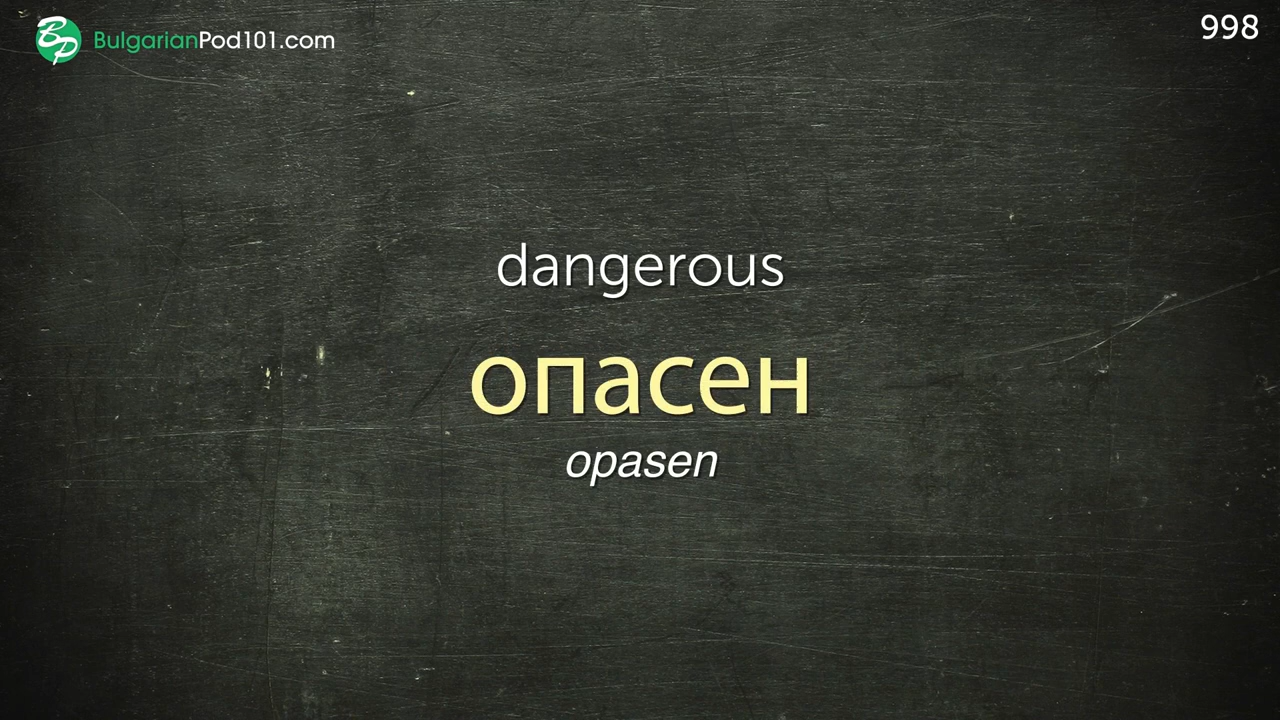 BulgarianPod101.com
998
dangerous
опасен
opasen